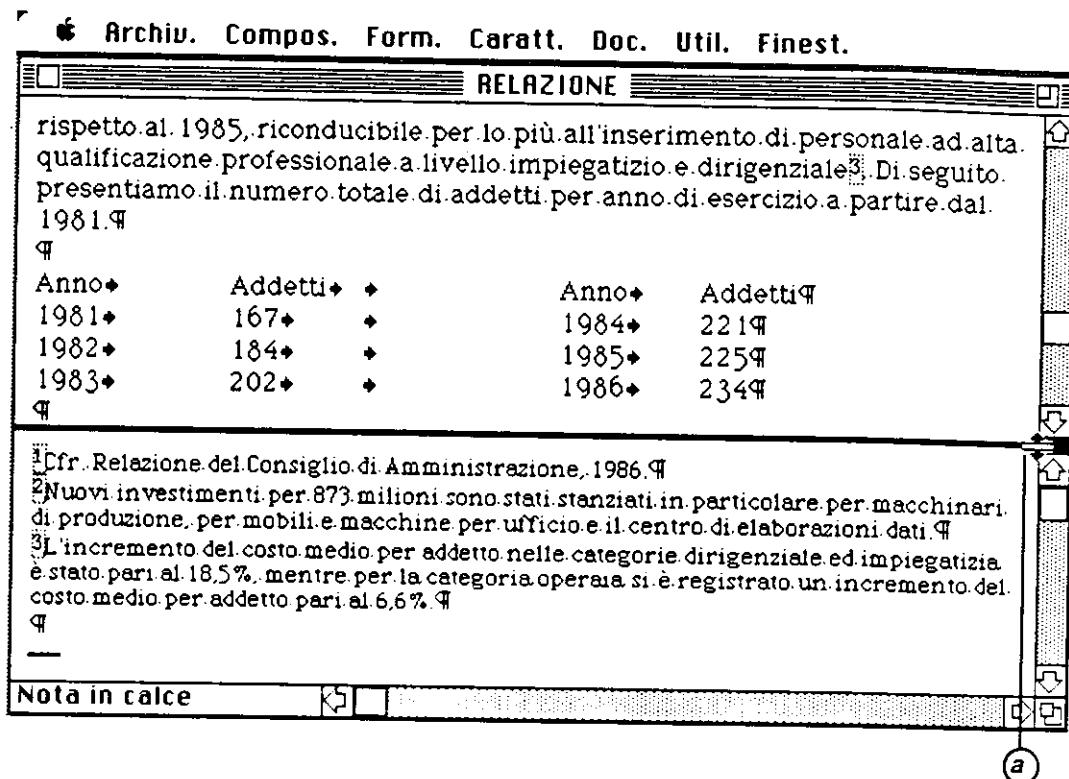 Archiv. Compos. Form. Caratt. Doc. Util. Finest.
RELAZIONE
rispetto al 1985, riconducibile per lo più all'inserimento di personale ad alta
qualificazione professionale a livello impiegatizio e dirigenziale3. Di seguito
presentiamo il numero totale di addetti per anno di esercizio a partire dal
1981.¶
¶
Anno Addetti Anno Addetti¶
1981 167 1984 221¶
1982 184 1985 225¶
1983 202 1986 234¶
¶
1Cfr. Relazione del Consiglio di Amministrazione, 1986.¶
2Nuovi investimenti per 873 milioni sono stati stanziati in particolare per macchinari
di produzione, per mobili e macchine per ufficio e il centro di elaborazioni dati.¶
3L'incremento del costo medio per addetto nelle categorie dirigenziale ed impiegatizia
è stato pari al 18,5%, mentre per la categoria operaia si è registrato un incremento del
costo medio per addetto pari al 6,6%.¶
¶
Nota in calce
a